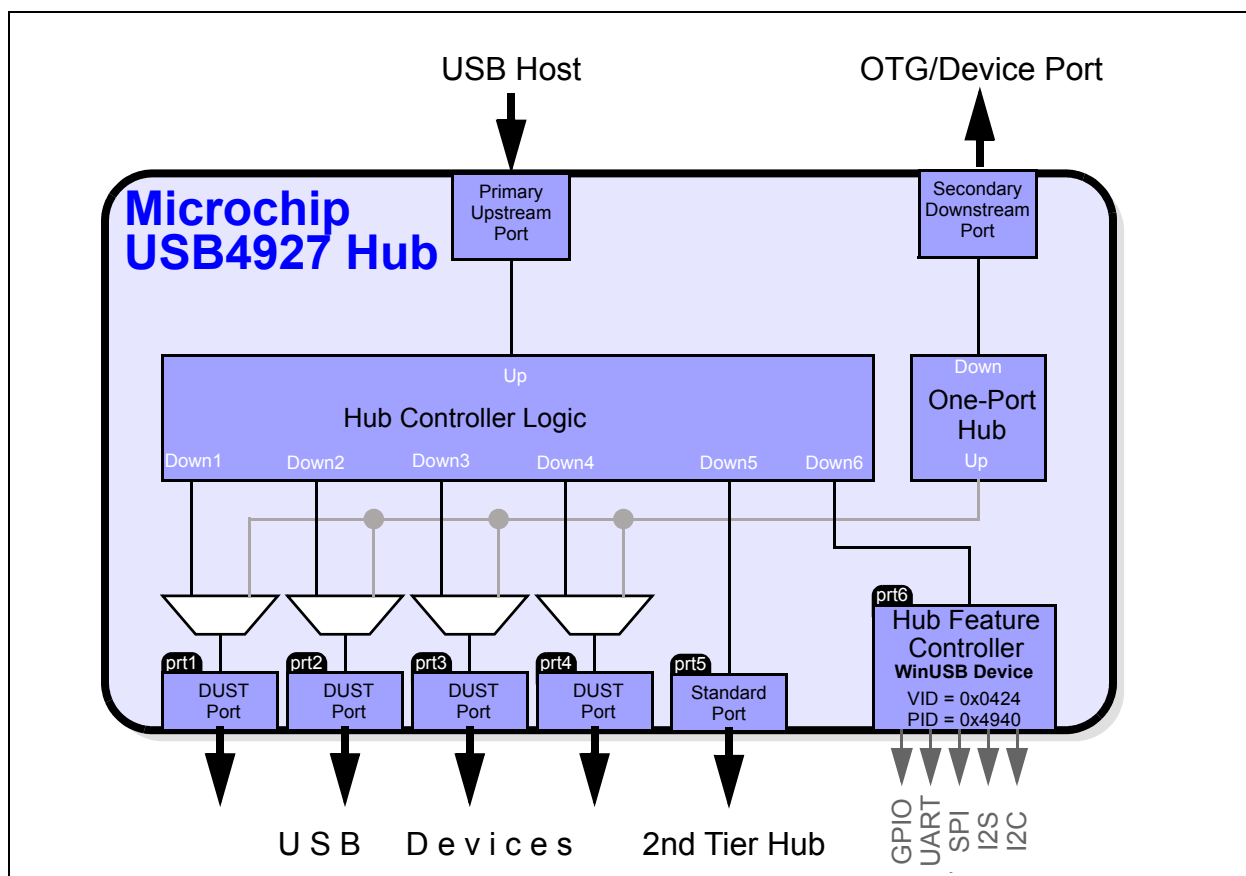 USB Host
OTG/Device Port
Microchip
USB4927 Hub
Primary
Upstream
Port
Secondary
Downstream
Port
Up
Hub Controller Logic
Down1
Down2
Down3
Down4
Down5
Down6
Down
One-Port
Hub
Up
prt1
DUST
Port
prt2
DUST
Port
prt3
DUST
Port
prt4
DUST
Port
prt5
Standard
Port
prt6
Hub Feature
Controller
WinUSB Device
VID = 0x0424
PID = 0x4940
USB Devices
2nd Tier Hub
GPIO
UART
SPI
I2S
I2C